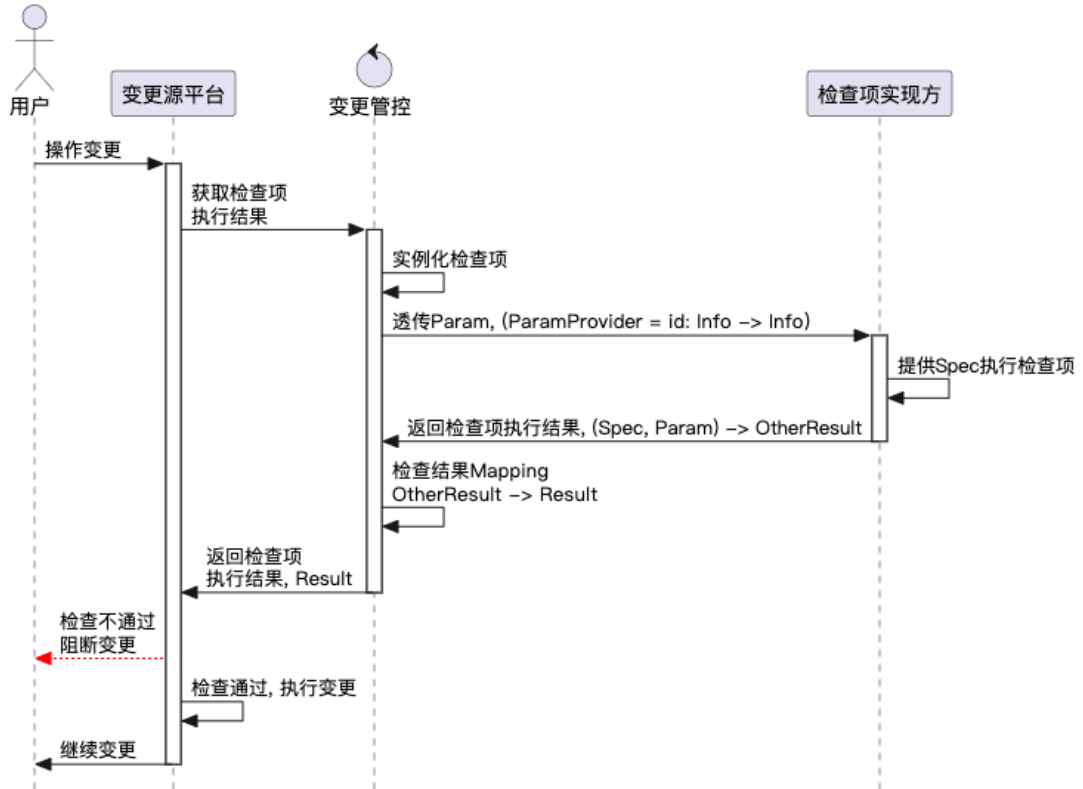 用户
变更源平台
变更管控
检查项实现方
操作变更
获取检查项
执行结果
实例化检查项
透传Param, (ParamProvider = id: Info -> Info)
提供Spec执行检查项
返回检查项执行结果, (Spec, Param) -> OtherResult
检查结果Mapping
OtherResult -> Result
返回检查项
执行结果, Result
检查不通过
阻断变更
检查通过, 执行变更
继续变更